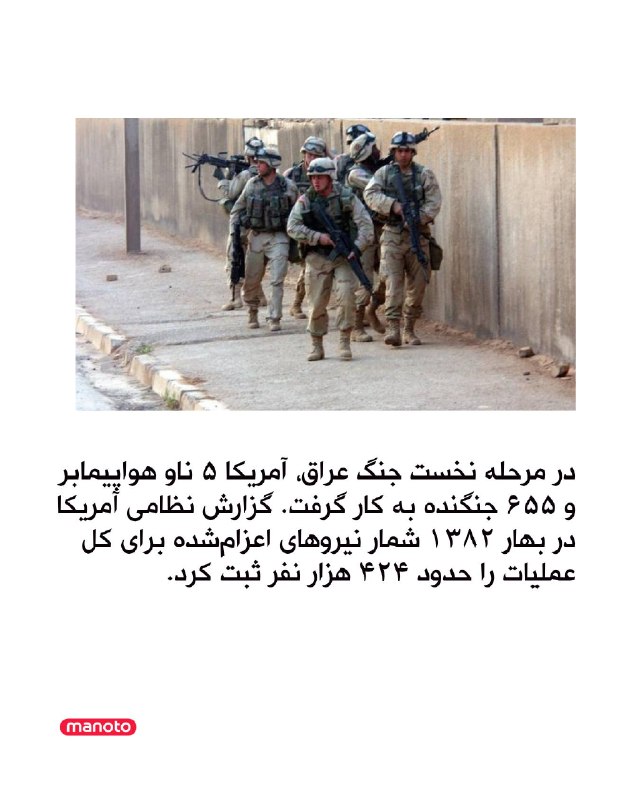 در مرحله نخست جنگ عراق، آمریکا ۵ ناو هواپیمابر
و ۶۵۵ جنگنده به کار گرفت. گزارش نظامی آمریکا
در بهار ۱۳۸۲ شمار نیروهای اعزام‌شده برای کل
عملیات را حدود ۴۲۴ هزار نفر ثبت کرد.
manoto